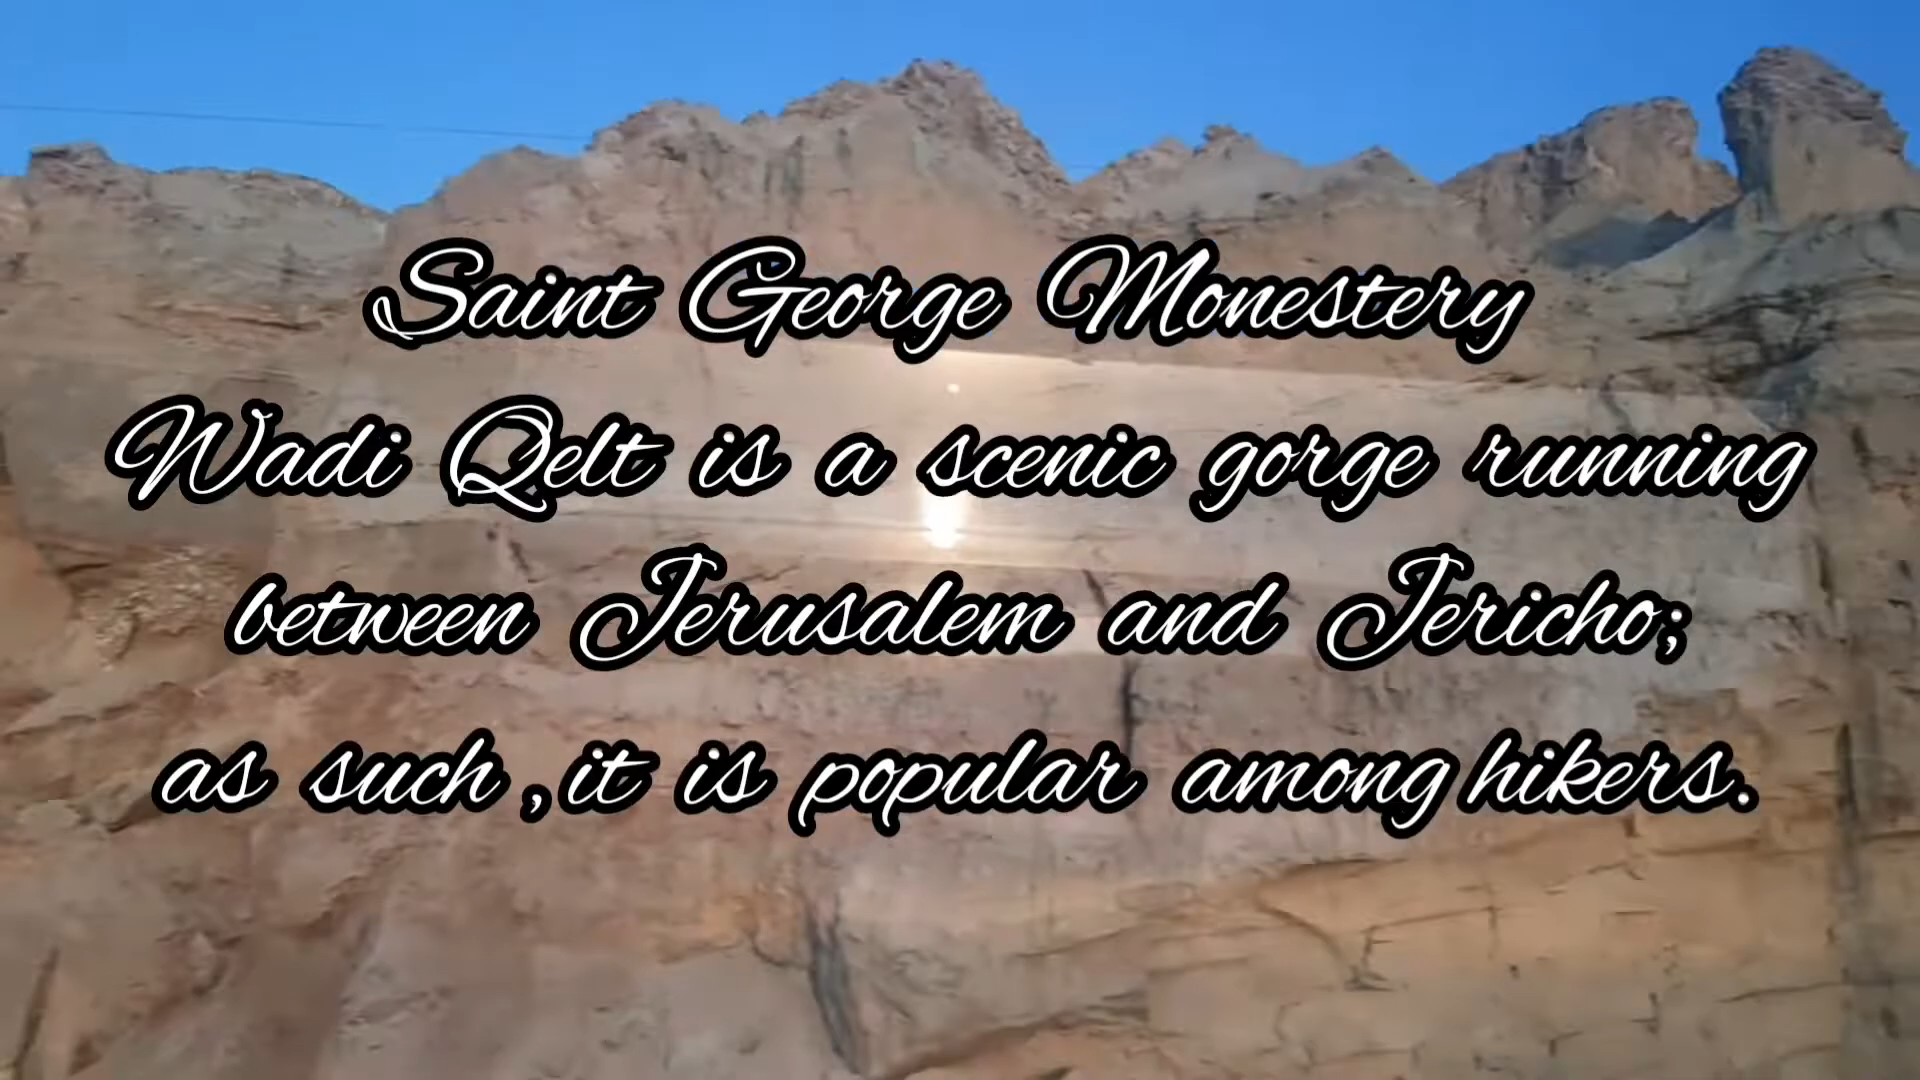 Saint George Monestery
Wadi Qelt is a scenic gorge running
between Jerusalem and Jericho;
as such ,it is popular among hikers.